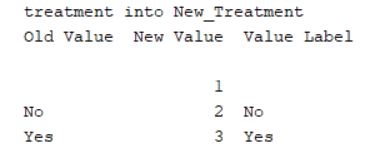 treatment into New_Treatment
Old Value  New Value  Value Label
1
No 2 No
Yes 3 Yes